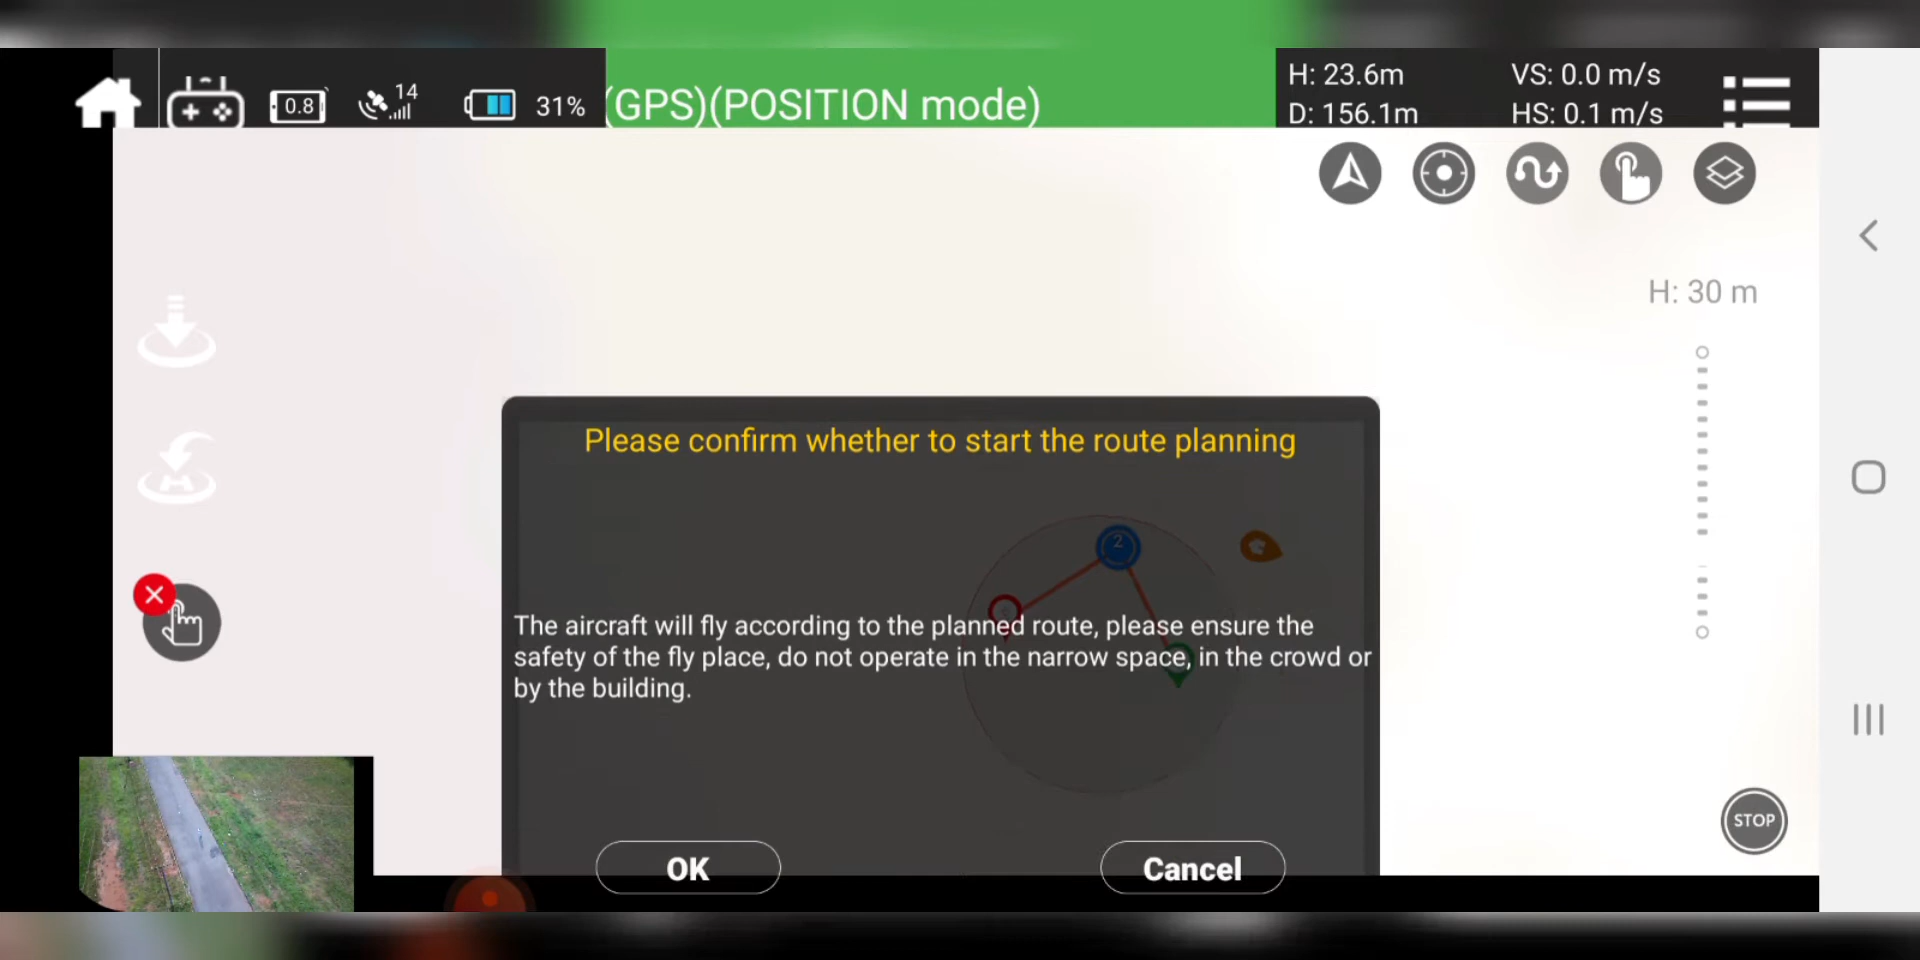 0.8
14
31%
(GPS)(POSITION mode)
H: 23.6m
VS: 0.0 m/s
D: 156.1m
HS: 0.1 m/s
H: 30 m
Please confirm whether to start the route planning
2
The aircraft will fly according to the planned route, please ensure the
safety of the fly place, do not operate in the narrow space, in the crowd or
by the building.
OK
Cancel
STOP